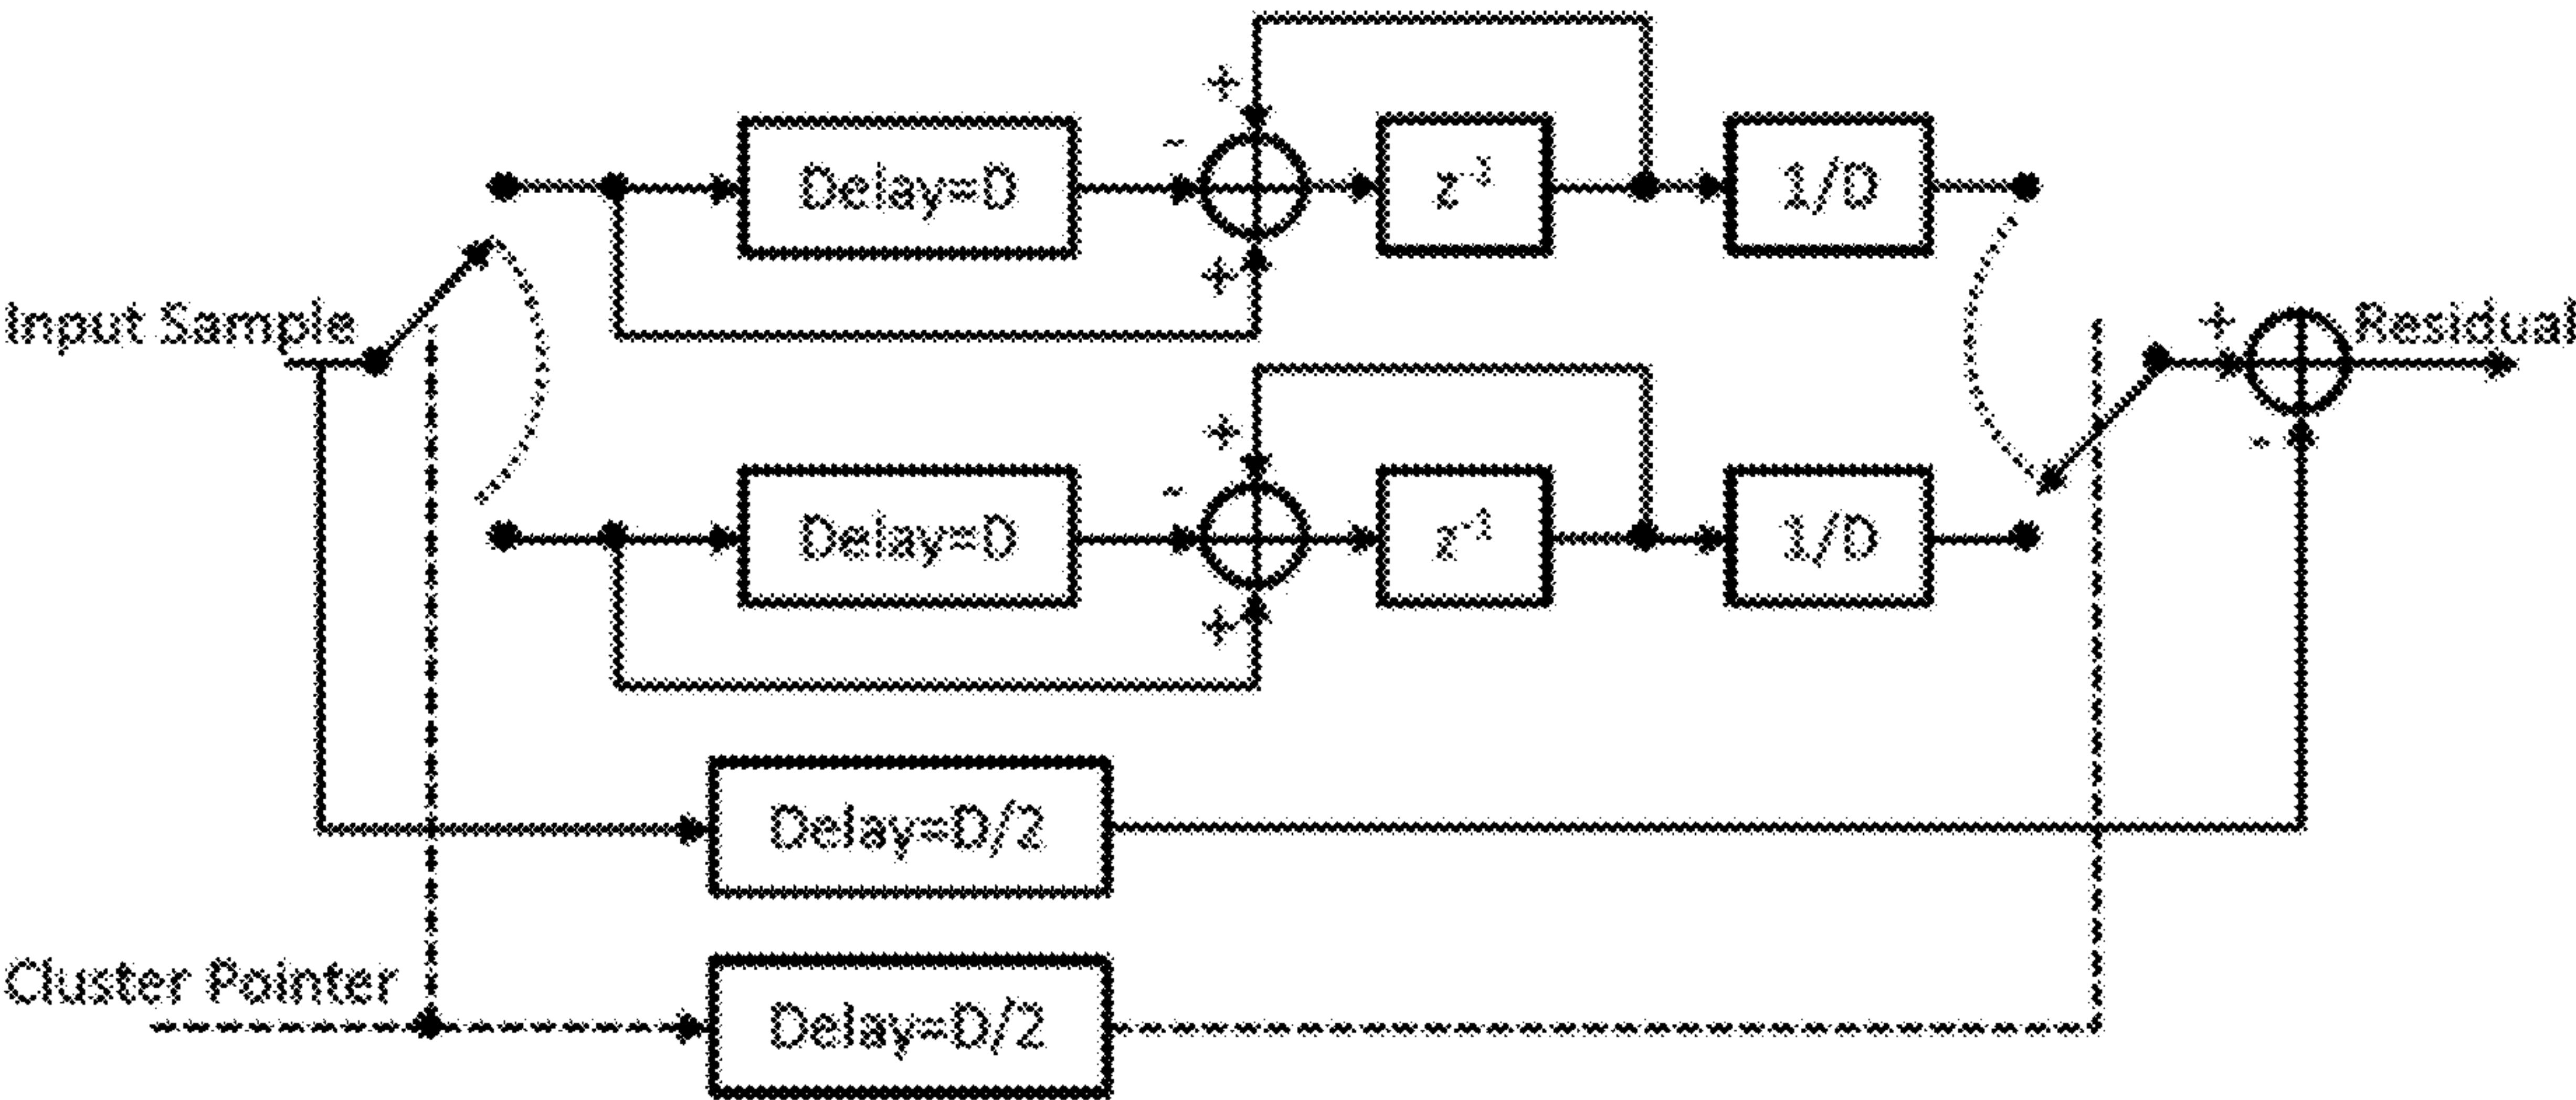 +
-
Delay=D
z⁻¹
1/D
+
Input Sample
+
Residual
+
-
-
Delay=D
z⁻¹
1/D
+
Delay=D/2
Cluster Pointer
Delay=D/2